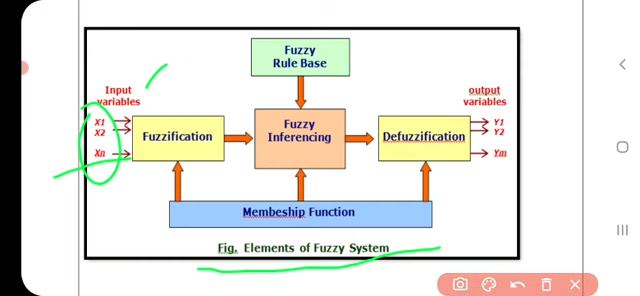 Fuzzy
Rule Base
Input
variables
output
variables
X1
X2
Xn
Fuzzification
Fuzzy
Inferencing
Defuzzification
Y1
Y2
Ym
Membeship Function
Fig. Elements of Fuzzy System